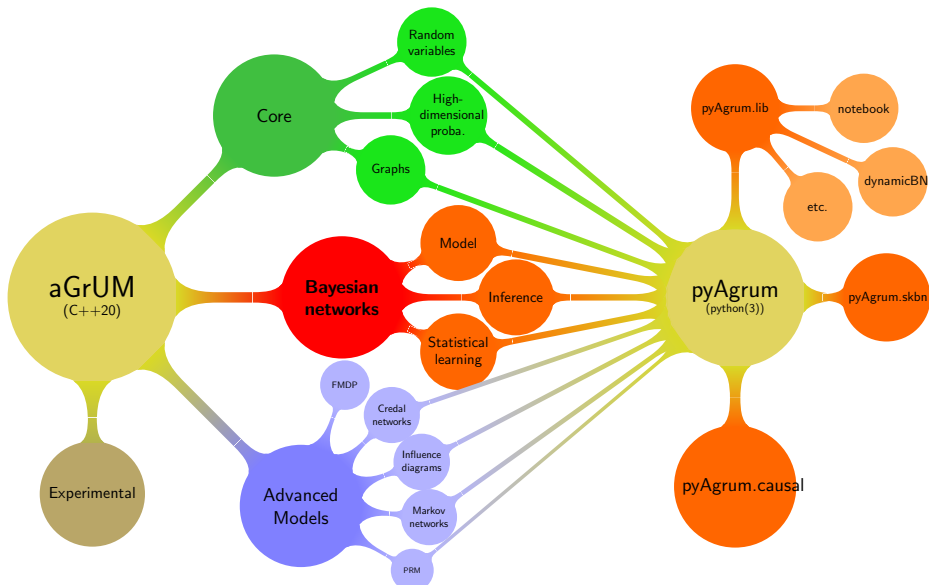 Random
variables
Core
High-
dimensional
proba.
Graphs
pyAgrum.lib
notebook
dynamicBN
etc.
aGrUM
(C++20)
Bayesian
networks
Model
Inference
Statistical
learning
pyAgrum
(python(3))
pyAgrum.skbn
FMDP
Credal
networks
Influence
diagrams
Experimental
Advanced
Models
Markov
networks
PRM
pyAgrum.causal